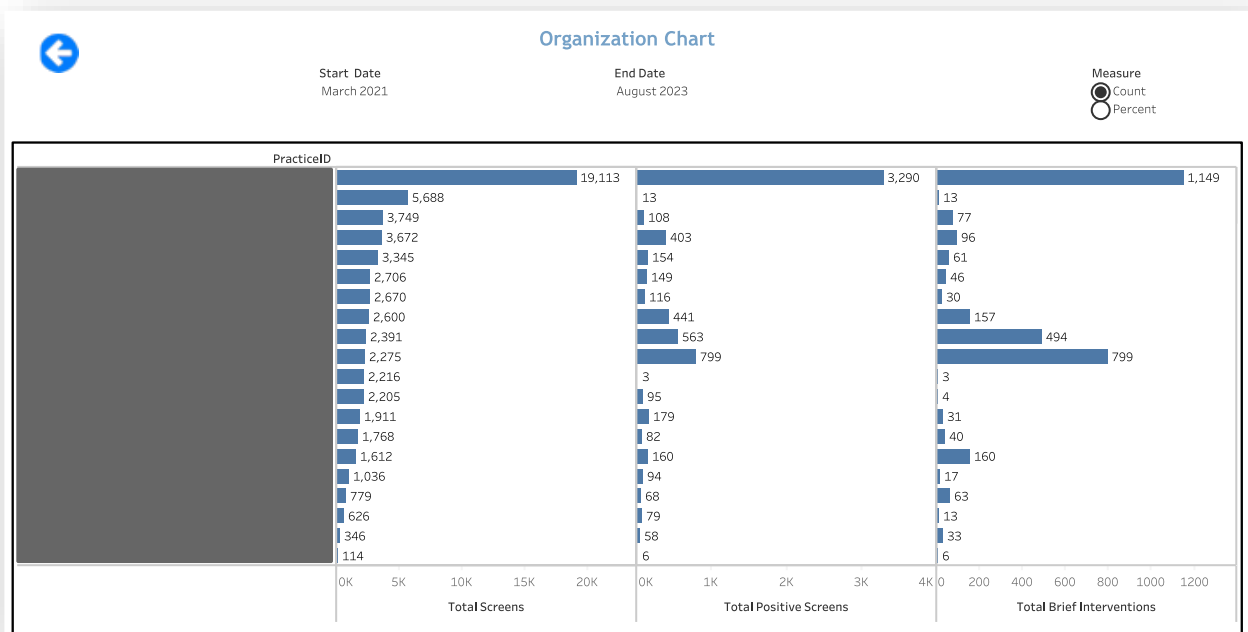 Organization Chart
Start Date End Date Measure
March 2021 August 2023 Count
Percent
PracticeID
19,113 3,290 1,149
5,688 13 13
3,749 108 77
3,672 403 96
3,345 154 61
2,706 149 46
2,670 116 30
2,600 441 157
2,391 563 494
2,275 799 799
2,216 3 3
2,205 95 4
1,911 179 31
1,768 82 40
1,612 160 160
1,036 94 17
779 68 63
626 79 13
346 58 33
114 6 6
0K 5K 10K 15K 20K 0K 1K 2K 3K 4K 0 200 400 600 800 1000 1200
Total Screens Total Positive Screens Total Brief Interventions